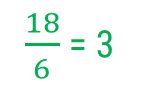 18/6 = 3